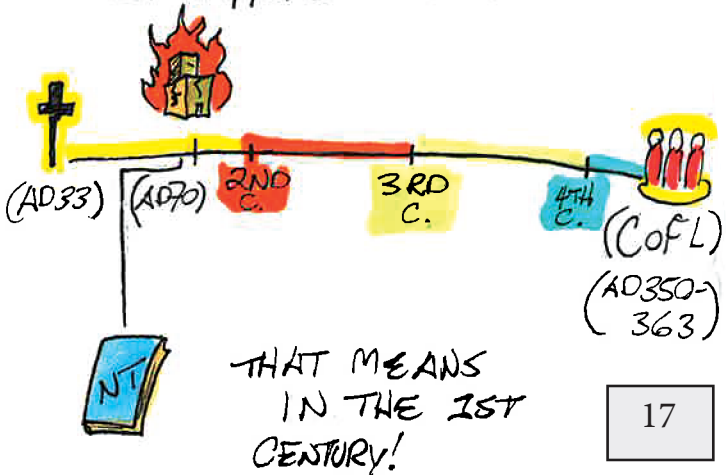 (AD33)
(AD70)
2ND
C.
3RD
C.
4TH
C.
(COFL)
(AD350-
363)
NT
THAT MEANS
IN THE 1ST
CENTURY!
17